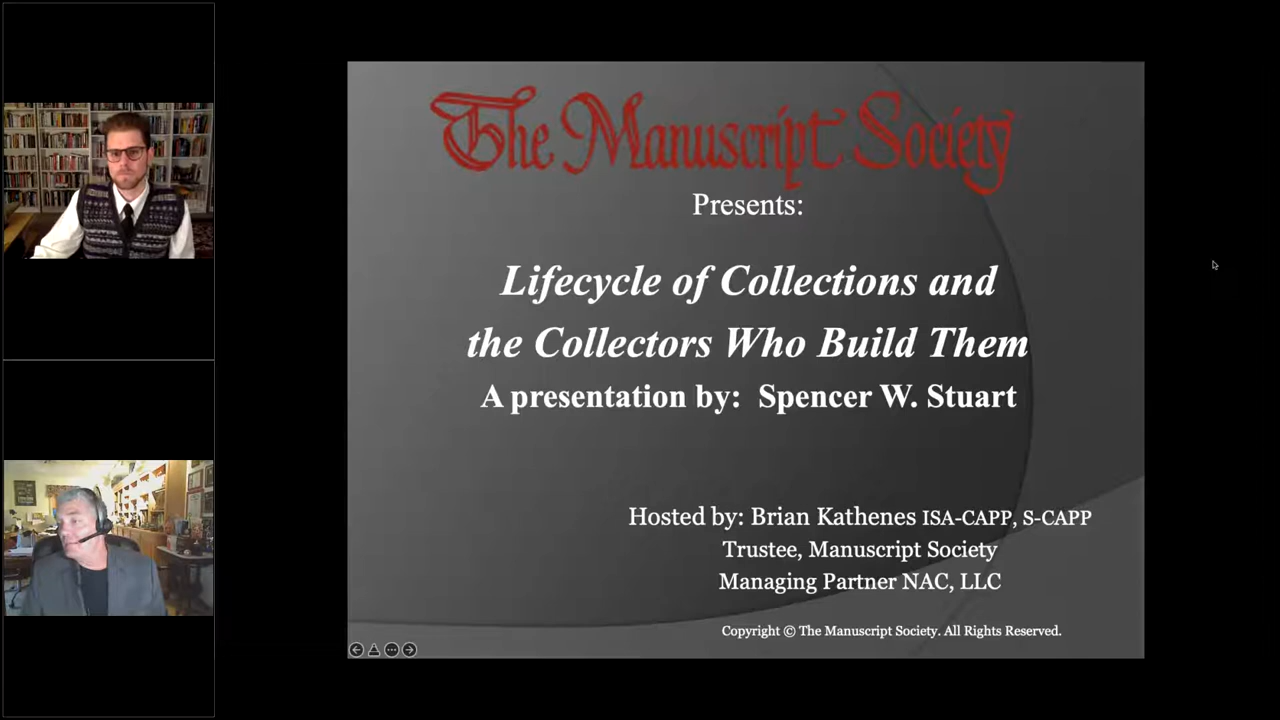 The Manuscript Society
Presents:
Lifecycle of Collections and
the Collectors Who Build Them
A presentation by: Spencer W. Stuart
Hosted by: Brian Kathenes ISA-CAPP, S-CAPP
Trustee, Manuscript Society
Managing Partner NAC, LLC
Copyright © The Manuscript Society. All Rights Reserved.